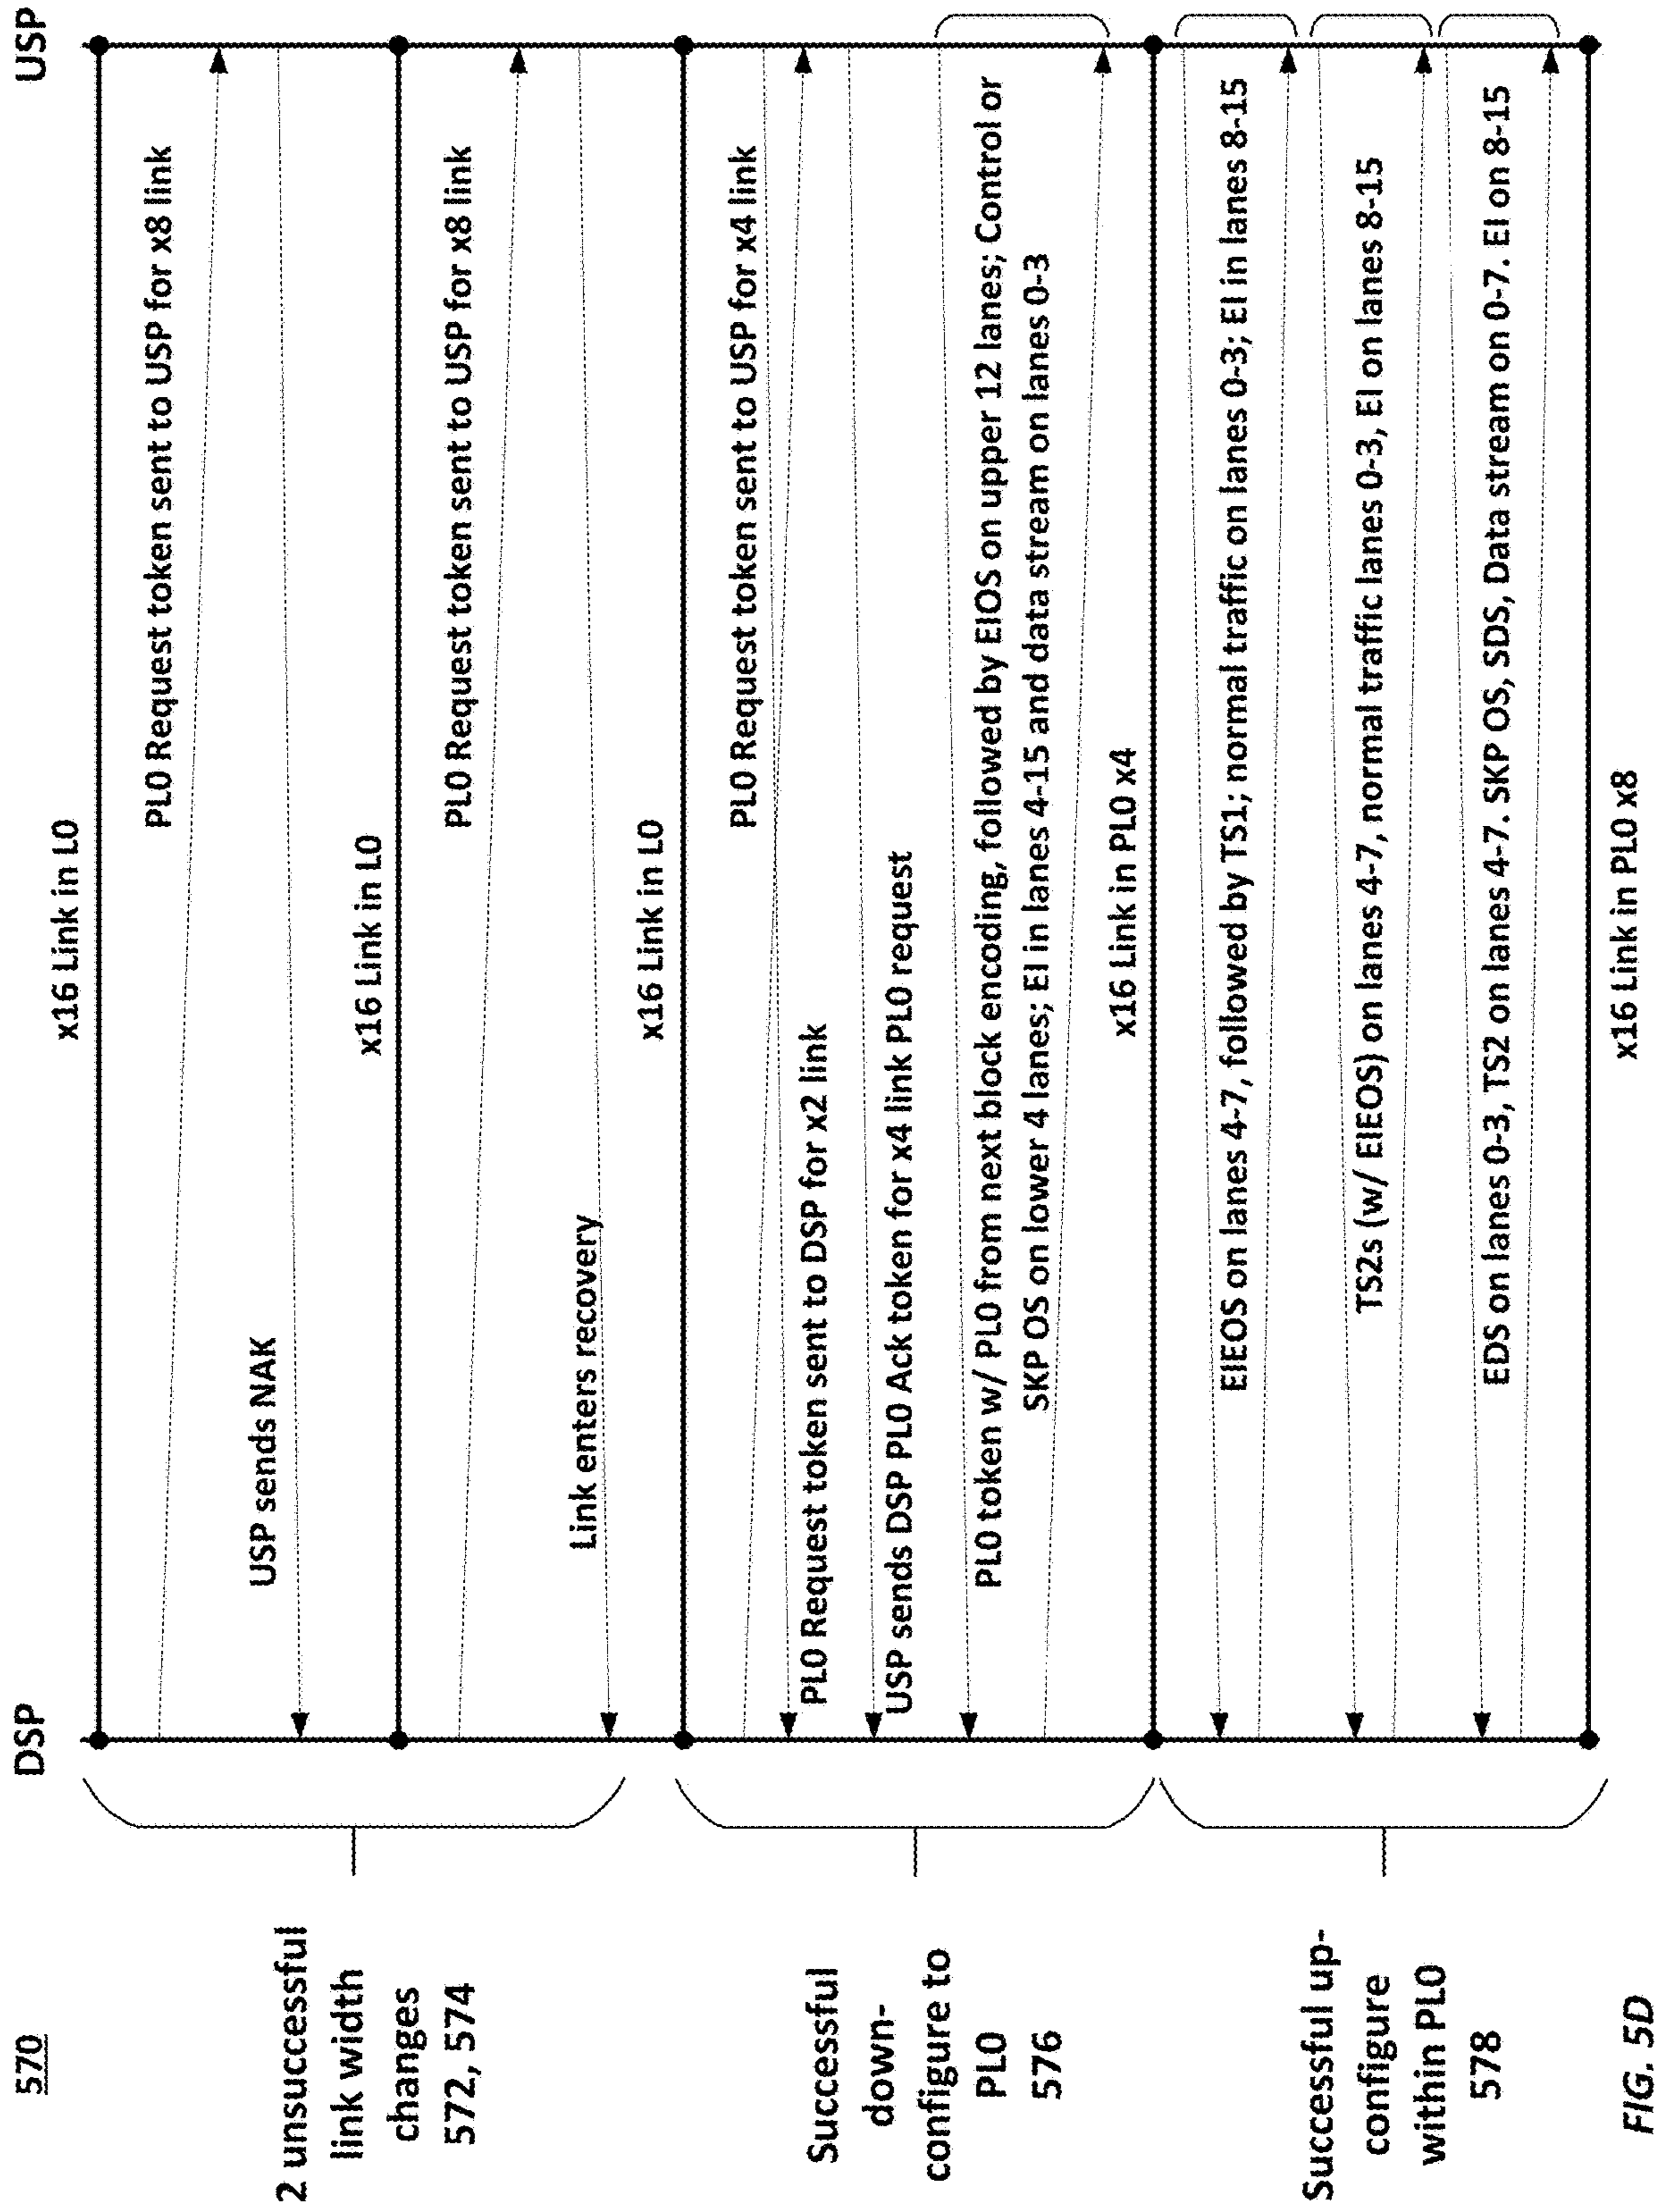 570
DSP
USP
x16 Link in L0
2 unsuccessful
link width
changes
572, 574
PL0 Request token sent to USP for x8 link
USP sends NAK
x16 Link in L0
PL0 Request token sent to USP for x8 link
Link enters recovery
x16 Link in L0
Successful
down-
configure to
PL0
576
PL0 Request token sent to USP for x4 link
PL0 Request token sent to DSP for x2 link
USP sends DSP PL0 Ack token for x4 link PL0 request
PL0 token w/ PL0 from next block encoding, followed by EIOS on upper 12 lanes; Control or
SKP OS on lower 4 lanes; EI in lanes 4-15 and data stream on lanes 0-3
x16 Link in PL0 x4
Successful up-
configure
within PL0
578
EIEOS on lanes 4-7, followed by TS1; normal traffic on lanes 0-3; EI in lanes 8-15
TS2s (w/ EIEOS) on lanes 4-7, normal traffic lanes 0-3, EI on lanes 8-15
EDS on lanes 0-3, TS2 on lanes 4-7. SKP OS, SDS, Data stream on 0-7. EI on 8-15
x16 Link in PL0 x8
FIG. 5D